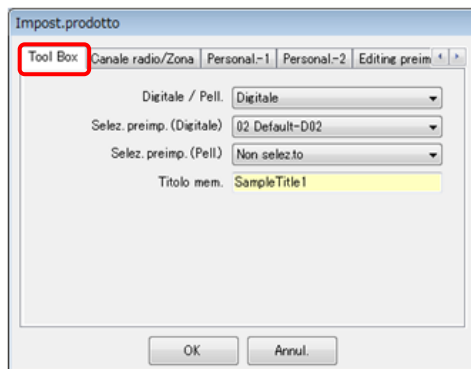 Impost.prodotto
Tool Box Canale radio/Zona Personal.-1 Personal.-2 Editing preim
Digitale / Pell. Digitale
Selez. preimp. (Digitale) 02 Default-D02
Selez. preimp. (Pell.) Non selez.to
Titolo mem. SampleTitle1
OK Annul.